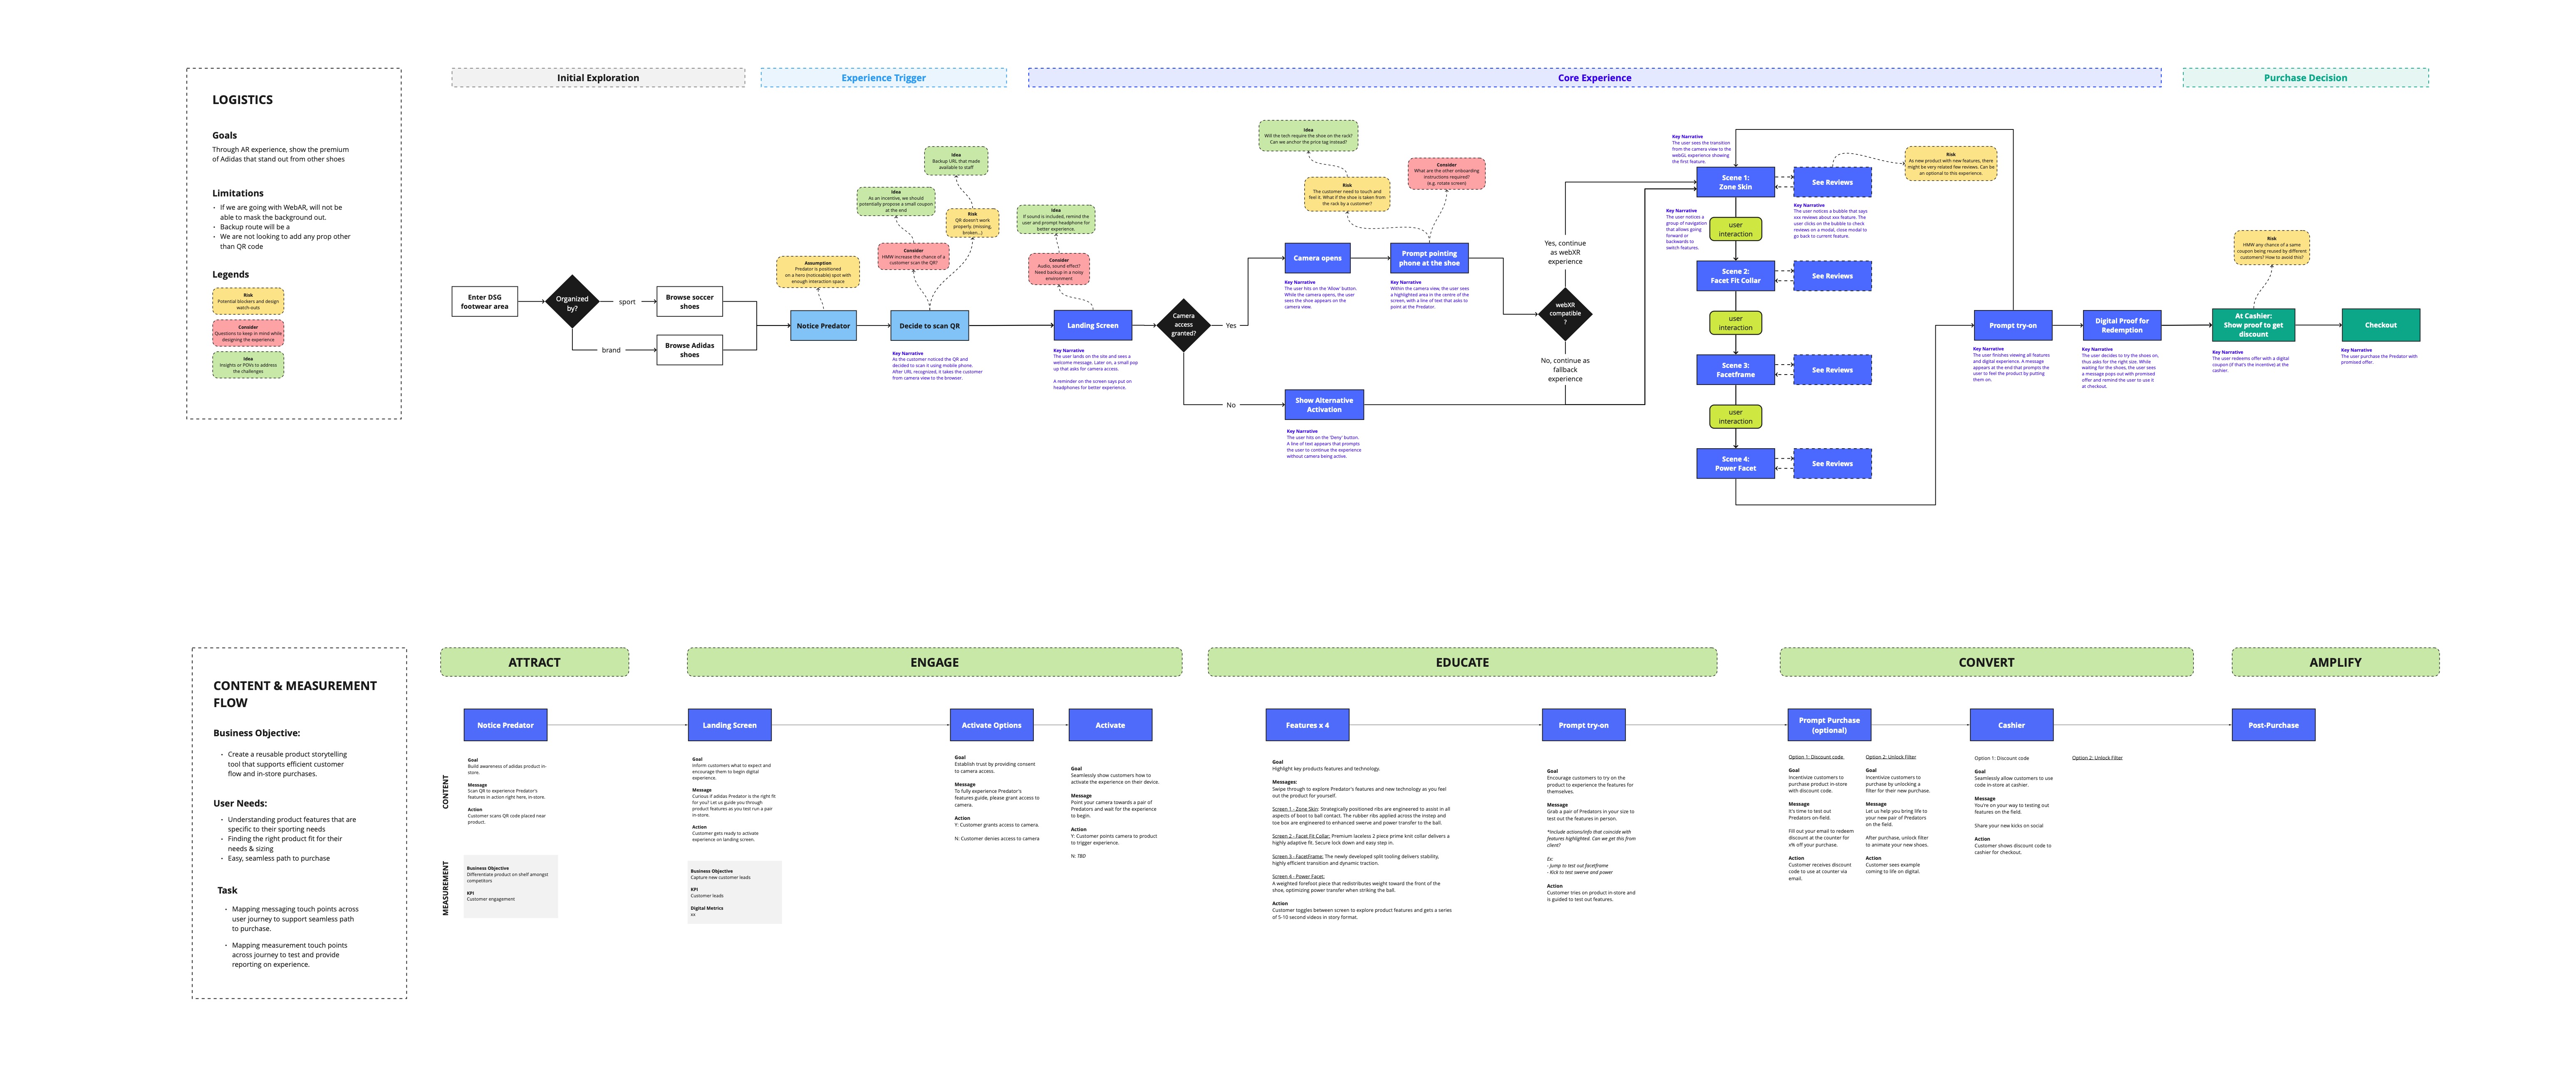 Initial Exploration
Experience Trigger
Core Experience
Purchase Decision
LOGISTICS
Goals
Through AR experience, show the premium
of Adidas that stand out from other shoes
Limitations
• If we are going with WebAR, will not be
able to mask the background out.
• Backup route will be a
• We are not looking to add any prop other
than QR code
Legends
Risk
Potential blockers and design
watch-outs
Consider
Questions to keep in mind while
designing the experience
Idea
Insights or POVs to address
the challenges
Enter DSG
footwear area
Organized
by?
sport
brand
Browse soccer
shoes
Browse Adidas
shoes
Assumption
Predator is positioned
on a hero (noticeable) spot with
enough interaction space
Notice Predator
Idea
As an incentive, we should
potentially propose a small coupon
at the end
Consider
HMW increase the chance of a
customer scan the QR?
Idea
Backup URL that made
available to staff
Risk
QR doesn't work
properly. (missing,
broken...)
Decide to scan QR
Key Narrative
As the customer noticed the QR and
decided to scan it using mobile phone.
After URL recognized, it takes the customer
from camera view to the browser.
Idea
If sound is included, remind the
user and prompt headphone for
better experience.
Consider
Audio, sound effect?
Need backup in a noisy
environment
Landing Screen
Key Narrative
The user lands on the site and sees a
welcome message. Later on, a small pop
up that asks for camera access.
A reminder on the screen says put on
headphones for better experience.
Camera
access
granted?
Yes
No
Idea
Will the tech require the shoe on the rack?
Can we anchor the price tag instead?
Risk
The customer need to touch and
feel it. What if the shoe is taken from
the rack by a customer?
Consider
What are the other onboarding
instructions required?
(e.g. rotate screen)
Camera opens
Key Narrative
The user hits on the 'Allow' button.
While the camera opens, the user
sees the shoe appears on the
camera view.
Prompt pointing
phone at the shoe
Key Narrative
Within the camera view, the user sees
a highlighted area in the centre of the
screen, with a line of text that asks to
point at the Predator.
Show Alternative
Activation
Key Narrative
The user hits on the 'Deny' button.
A line of text appears that prompts
the user to continue the experience
without camera being active.
Yes, continue
as webXR
experience
webXR
compatible
?
No, continue as
fallback
experience
Key Narrative
The user sees the transition
from the camera view to the
webGL experience showing
the first feature.
Scene 1:
Zone Skin
See Reviews
Risk
As new product with new features, there
might be very related few reviews. Can be
an optional to this experience.
Key Narrative
The user notices a
group of navigation
that allows going
forward or
backwards to
switch features.
user
interaction
Key Narrative
The user notices a bubble that says
xxx reviews about xxx feature. The
user clicks on the bubble to check
reviews on a modal, close modal to
go back to current feature.
Scene 2:
Facet Fit Collar
See Reviews
user
interaction
Scene 3:
Facetframe
See Reviews
user
interaction
Scene 4:
Power Facet
See Reviews
Prompt try-on
Key Narrative
The user finishes viewing all features
and digital experience. A message
appears at the end that prompts the
user to feel the product by putting
them on.
Digital Proof for
Redemption
Key Narrative
The user decides to try the shoes on,
thus asks for the right size. While
waiting for the shoes, the user sees
a message pops out with promised
offer and remind the user to use it
at checkout.
Risk
HMW any chance of a same
coupon being reused by different
customers? How to avoid this?
At Cashier:
Show proof to get
discount
Key Narrative
The user redeems offer with a digital
coupon (if that's the incentive) at the
cashier.
Checkout
Key Narrative
The user purchase the Predator with
promised offer.
CONTENT & MEASUREMENT
FLOW
Business Objective:
• Create a reusable product storytelling
tool that supports efficient customer
flow and in-store purchases.
User Needs:
• Understanding product features that are
specific to their sporting needs
• Finding the right product fit for their
needs & sizing
• Easy, seamless path to purchase
Task
• Mapping messaging touch points across
user journey to support seamless path
to purchase.
• Mapping measurement touch points
across journey to test and provide
reporting on experience.
ATTRACT
ENGAGE
EDUCATE
CONVERT
AMPLIFY
CONTENT
MEASUREMENT
Notice Predator
Goal
Build awareness of adidas product in-
store.
Message
Scan QR to experience Predator's
features in action right here, in-store.
Action
Customer scans QR code placed near
product.
Business Objective
Differentiate product on shelf amongst
competitors
KPI
Customer engagement
Landing Screen
Goal
Inform customers what to expect and
encourage them to begin digital
experience.
Message
Curious if adidas Predator is the right fit
for you? Let us guide you through
product features as you test run a pair
in-store.
Action
Customer gets ready to activate
experience on landing screen.
Business Objective
Capture new customer leads
KPI
Customer leads
Digital Metrics
xx
Activate Options
Goal
Establish trust by providing consent
to camera access.
Message
To fully experience Predator's
features guide, please grant access to
camera.
Action
Y: Customer grants access to camera.
N: Customer denies access to camera
Activate
Goal
Seamlessly show customers how to
activate the experience on their device.
Message
Point your camera towards a pair of
Predators and wait for the experience
to begin.
Action
Y: Customer points camera to product
to trigger experience.
N: TBD
Features x 4
Goal
Highlight key products features and technology.
Messages:
Swipe through to explore Predator's features and new technology as you feel
out the product for yourself.
Screen 1 - Zone Skin: Strategically positioned ribs are engineered to assist in all
aspects of boot to ball contact. The rubber ribs applied across the instep and
toe box are engineered to enhanced swerve and power transfer to the ball.
Screen 2 - Facet Fit Collar: Premium laceless 2 piece prime knit collar delivers a
highly adaptive fit. Secure lock down and easy step in.
Screen 3 - FacetFrame: The newly developed split tooling delivers stability,
highly efficient transition and dynamic traction.
Screen 4 - Power Facet:
A weighted forefoot piece that redistributes weight toward the front of the
shoe, optimizing power transfer when striking the ball.
Action
Customer toggles between screen to explore product features and gets a series
of 5-10 second videos in story format.
Prompt try-on
Goal
Encourage customers to try on the
product to experience the features for
themselves.
Message
Grab a pair of Predators in your size to
test out the features in person.
*Include actions/info that coincide with
features highlighted. Can we get this from
client?
Ex:
- Jump to test out faceframe
- Kick to test swerve and power
Action
Customer tries on product in-store and
is guided to test out features.
Prompt Purchase
(optional)
Option 1: Discount code
Goal
Incentivize customers to
purchase product in-store
with discount code.
Message
It's time to test out
Predators on-field.
Fill out your email to redeem
discount at the counter for
x% off your purchase.
Action
Customer receives discount
code to use at counter via
email.
Option 2: Unlock Filter
Goal
Incentivize customers to
purchase by unlocking a
filter for their new purchase.
Message
Let us help you bring life to
your new pair of Predators
on the field.
After purchase, unlock filter
to animate your new shoes.
Action
Customer sees example
coming to life on digital.
Cashier
Option 1: Discount code
Goal
Seamlessly allow customers to use
code in-store at cashier.
Message
You're on your way to testing out
features on the field.
Share your new kicks on social
Action
Customer shows discount code to
cashier for checkout.
Option 2: Unlock Filter
Post-Purchase